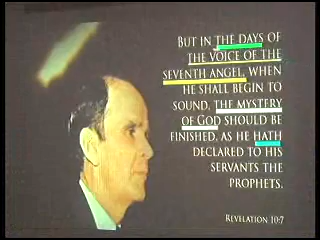 BUT IN THE DAYS OF
THE VOICE OF THE
SEVENTH ANGEL, WHEN
HE SHALL BEGIN TO
SOUND, THE MYSTERY
OF GOD SHOULD BE
FINISHED, AS HE HATH
DECLARED TO HIS
SERVANTS THE
PROPHETS.
REVELATION 10:7